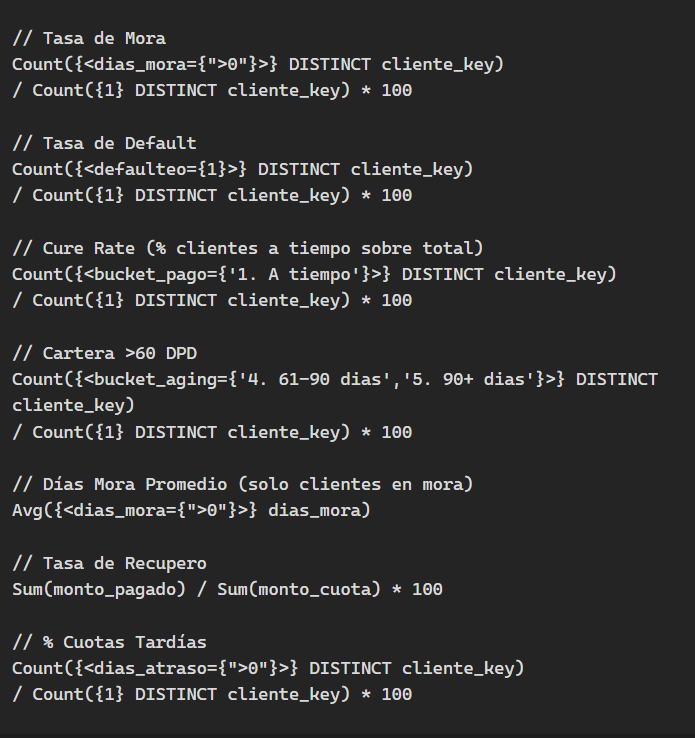 // Tasa de Mora
Count({<dias_mora={">0"}>} DISTINCT cliente_key)
/ Count({1} DISTINCT cliente_key) * 100
// Tasa de Default
Count({<defaulteo={1}>} DISTINCT cliente_key)
/ Count({1} DISTINCT cliente_key) * 100
// Cure Rate (% clientes a tiempo sobre total)
Count({<bucket_pago={'1. A tiempo'}>} DISTINCT cliente_key)
/ Count({1} DISTINCT cliente_key) * 100
// Cartera >60 DPD
Count({<bucket_aging={'4. 61-90 dias','5. 90+ dias'}>} DISTINCT
cliente_key)
/ Count({1} DISTINCT cliente_key) * 100
// Días Mora Promedio (solo clientes en mora)
Avg({<dias_mora={">0"}>} dias_mora)
// Tasa de Recupero
Sum(monto_pagado) / Sum(monto_cuota) * 100
// % Cuotas Tardías
Count({<dias_atraso={">0"}>} DISTINCT cliente_key)
/ Count({1} DISTINCT cliente_key) * 100